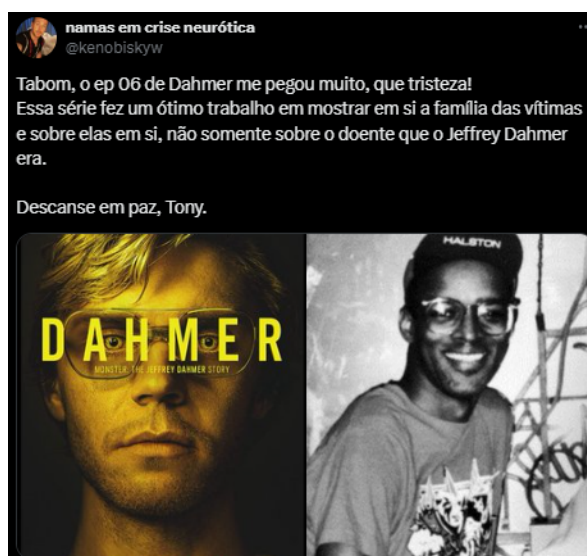 namas em crise neurótica
@kenobiskyw
Tabom, o ep 06 de Dahmer me pegou muito, que tristeza!
Essa série fez um ótimo trabalho em mostrar em si a família das vítimas
e sobre elas em si, não somente sobre o doente que o Jeffrey Dahmer
era.
Descanse em paz, Tony.
DAHMER
MONSTER: THE JEFFREY DAHMER STORY
HALSTON